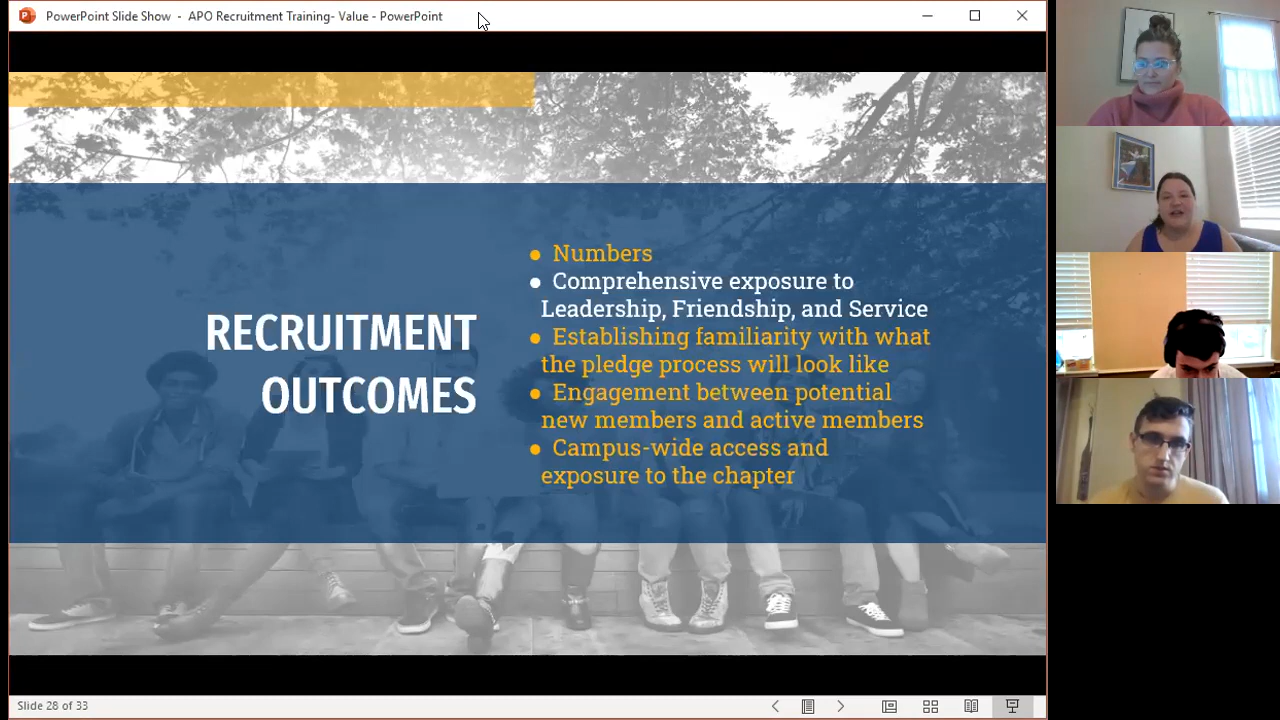 PowerPoint Slide Show - APO Recruitment Training- Value - PowerPoint
RECRUITMENT
OUTCOMES
● Numbers
● Comprehensive exposure to
Leadership, Friendship, and Service
● Establishing familiarity with what
the pledge process will look like
● Engagement between potential
new members and active members
● Campus-wide access and
exposure to the chapter
Slide 28 of 33